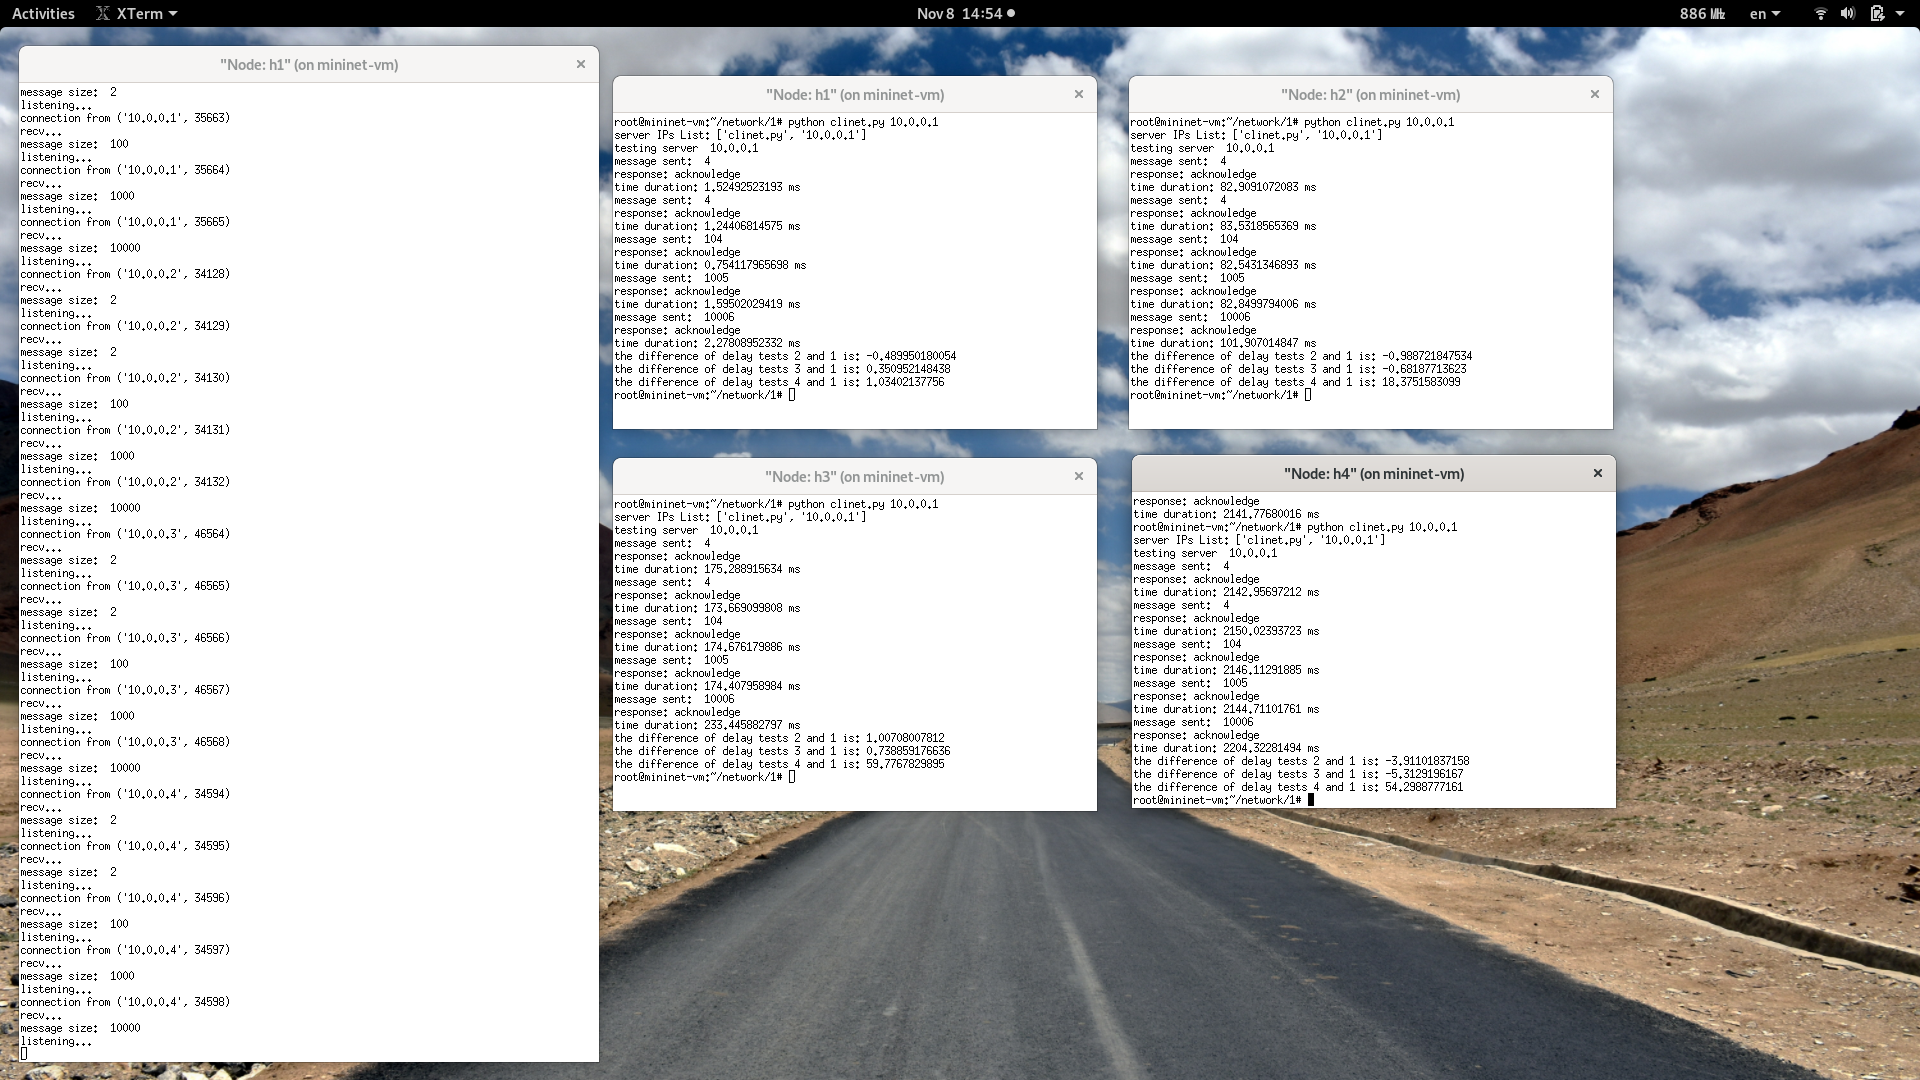 Activities XTerm Nov 8 14:54 886 MHz en
"Node: h1" (on mininet-vm)
message size:  2
listening...
connection from ('10.0.0.1', 35663)
recv...
message size:  100
listening...
connection from ('10.0.0.1', 35664)
recv...
message size:  1000
listening...
connection from ('10.0.0.1', 35665)
recv...
message size:  10000
listening...
connection from ('10.0.0.2', 34128)
recv...
message size:  2
listening...
connection from ('10.0.0.2', 34129)
recv...
message size:  2
listening...
connection from ('10.0.0.2', 34130)
recv...
message size:  100
listening...
connection from ('10.0.0.2', 34131)
recv...
message size:  1000
listening...
connection from ('10.0.0.2', 34132)
recv...
message size:  10000
listening...
connection from ('10.0.0.3', 46564)
recv...
message size:  2
listening...
connection from ('10.0.0.3', 46565)
recv...
message size:  2
listening...
connection from ('10.0.0.3', 46566)
recv...
message size:  100
listening...
connection from ('10.0.0.3', 46567)
recv...
message size:  1000
listening...
connection from ('10.0.0.3', 46568)
recv...
message size:  10000
listening...
connection from ('10.0.0.4', 34594)
recv...
message size:  2
listening...
connection from ('10.0.0.4', 34595)
recv...
message size:  2
listening...
connection from ('10.0.0.4', 34596)
recv...
message size:  100
listening...
connection from ('10.0.0.4', 34597)
recv...
message size:  1000
listening...
connection from ('10.0.0.4', 34598)
recv...
message size:  10000
listening...
"Node: h1" (on mininet-vm)
root@mininet-vm:~/network/1# python clinet.py 10.0.0.1
server IPs List: ['clinet.py', '10.0.0.1']
testing server  10.0.0.1
message sent:  4
response: acknowledge
time duration: 1.52492523193 ms
message sent:  4
response: acknowledge
time duration: 1.24406814575 ms
message sent:  104
response: acknowledge
time duration: 0.754117965698 ms
message sent:  1005
response: acknowledge
time duration: 1.59502029419 ms
message sent:  10006
response: acknowledge
time duration: 2.27808952332 ms
the difference of delay tests 2 and 1 is: -0.489950180054
the difference of delay tests 3 and 1 is: 0.350952148438
the difference of delay tests 4 and 1 is: 1.03402137756
root@mininet-vm:~/network/1#
"Node: h2" (on mininet-vm)
root@mininet-vm:~/network/1# python clinet.py 10.0.0.1
server IPs List: ['clinet.py', '10.0.0.1']
testing server  10.0.0.1
message sent:  4
response: acknowledge
time duration: 82.9091072083 ms
message sent:  4
response: acknowledge
time duration: 83.5318565369 ms
message sent:  104
response: acknowledge
time duration: 82.5431346893 ms
message sent:  1005
response: acknowledge
time duration: 82.8499794006 ms
message sent:  10006
response: acknowledge
time duration: 101.907014847 ms
the difference of delay tests 2 and 1 is: -0.988721847534
the difference of delay tests 3 and 1 is: -0.68187713623
the difference of delay tests 4 and 1 is: 18.3751583099
root@mininet-vm:~/network/1#
"Node: h3" (on mininet-vm)
root@mininet-vm:~/network/1# python clinet.py 10.0.0.1
server IPs List: ['clinet.py', '10.0.0.1']
testing server  10.0.0.1
message sent:  4
response: acknowledge
time duration: 175.288915634 ms
message sent:  4
response: acknowledge
time duration: 173.669099808 ms
message sent:  104
response: acknowledge
time duration: 174.676179886 ms
message sent:  1005
response: acknowledge
time duration: 174.407958984 ms
message sent:  10006
response: acknowledge
time duration: 233.445882797 ms
the difference of delay tests 2 and 1 is: 1.00708007812
the difference of delay tests 3 and 1 is: 0.738859176636
the difference of delay tests 4 and 1 is: 59.7767829895
root@mininet-vm:~/network/1#
"Node: h4" (on mininet-vm)
response: acknowledge
time duration: 2141.77680016 ms
root@mininet-vm:~/network/1# python clinet.py 10.0.0.1
server IPs List: ['clinet.py', '10.0.0.1']
testing server  10.0.0.1
message sent:  4
response: acknowledge
time duration: 2142.95697212 ms
message sent:  4
response: acknowledge
time duration: 2150.02393723 ms
message sent:  104
response: acknowledge
time duration: 2146.11291885 ms
message sent:  1005
response: acknowledge
time duration: 2144.71101761 ms
message sent:  10006
response: acknowledge
time duration: 2204.32281494 ms
the difference of delay tests 2 and 1 is: -3.91101837158
the difference of delay tests 3 and 1 is: -5.3129196167
the difference of delay tests 4 and 1 is: 54.2988777161
root@mininet-vm:~/network/1#